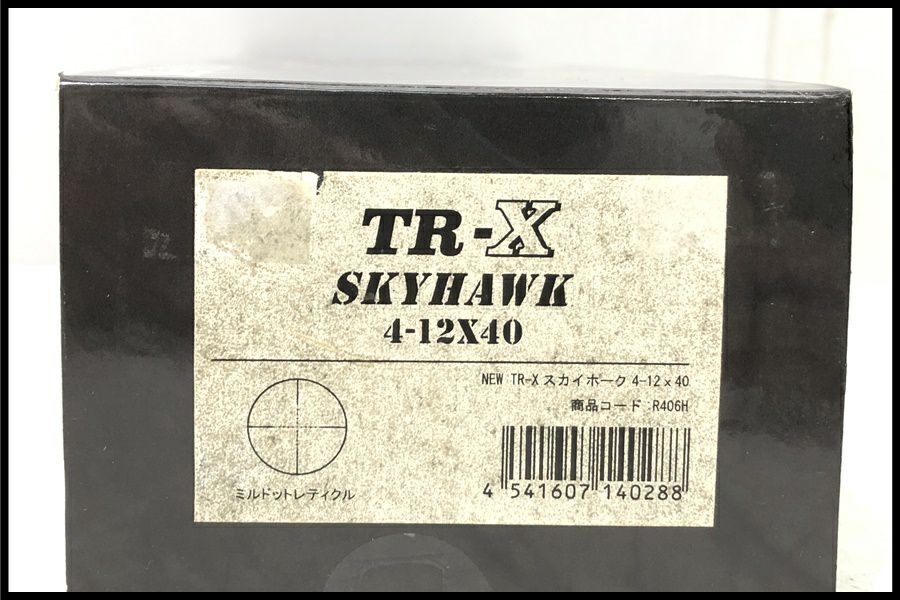 TR-X
SKYHAWK
4-12X40
NEW TR-X スカイホーク 4-12×40
商品コード:R406H
ミルドットレティクル
4 541607 140288